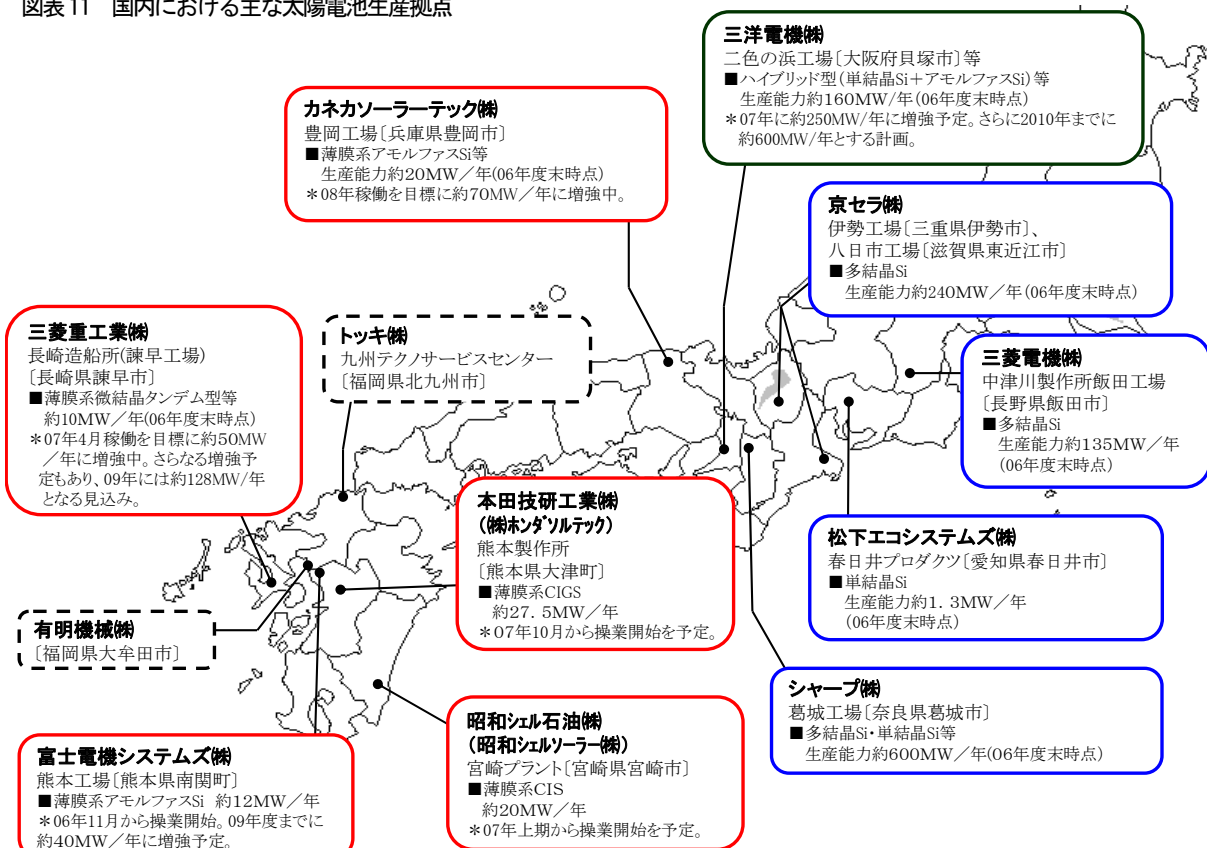 図表11 国内における主な太陽電池生産拠点
三洋電機㈱
二色の浜工場〔大阪府貝塚市〕等
■ハイブリッド型(単結晶Si+アモルファスSi)等
生産能力約160MW/年(06年度末時点)
*07年に約250MW/年に増強予定。さらに2010年までに
約600MW/年とする計画。
カネカソーラーテック㈱
豊岡工場〔兵庫県豊岡市〕
■薄膜系アモルファスSi等
生産能力約20MW/年(06年度末時点)
*08年稼働を目標に約70MW/年に増強中。
京セラ㈱
伊勢工場〔三重県伊勢市〕、
八日市工場〔滋賀県東近江市〕
■多結晶Si
生産能力約240MW/年(06年度末時点)
三菱重工業㈱
長崎造船所(諫早工場)
〔長崎県諫早市〕
■薄膜系微結晶タンデム型等
約10MW/年(06年度末時点)
*07年4月稼働を目標に約50MW
/年に増強中。さらなる増強予
定もあり、09年には約128MW/年
となる見込み。
トッキ㈱
九州テクノサービスセンター
〔福岡県北九州市〕
三菱電機㈱
中津川製作所飯田工場
〔長野県飯田市〕
■多結晶Si
生産能力約135MW/年
(06年度末時点)
本田技研工業㈱
(㈱ホンダソルテック)
熊本製作所
〔熊本県大津町〕
■薄膜系CIGS
約27.5MW/年
*07年10月から操業開始を予定。
松下エコシステムズ㈱
春日井プロダクツ〔愛知県春日井市〕
■単結晶Si
生産能力約1.3MW/年
(06年度末時点)
有明機械㈱
〔福岡県大牟田市〕
シャープ㈱
葛城工場〔奈良県葛城市〕
■多結晶Si・単結晶Si等
生産能力約600MW/年(06年度末時点)
昭和シェル石油㈱
(昭和シェルソーラー㈱)
宮崎プラント〔宮崎県宮崎市〕
■薄膜系CIS
約20MW/年
*07年上期から操業開始を予定。
富士電機システムズ㈱
熊本工場〔熊本県南関町〕
■薄膜系アモルファスSi 約12MW/年
*06年11月から操業開始。09年度までに
約40MW/年に増強予定。